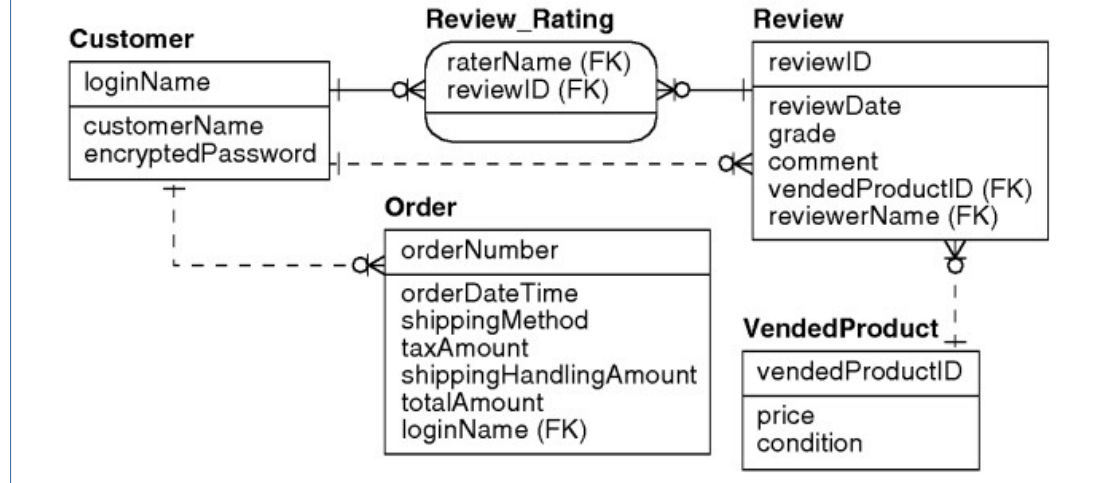 Customer
loginName
customerName
encryptedPassword
Review_Rating
raterName (FK)
reviewID (FK)
Review
reviewID
reviewDate
grade
comment
vendedProductID (FK)
reviewerName (FK)
Order
orderNumber
orderDateTime
shippingMethod
taxAmount
shippingHandlingAmount
totalAmount
loginName (FK)
VendedProduct
vendedProductID
price
condition